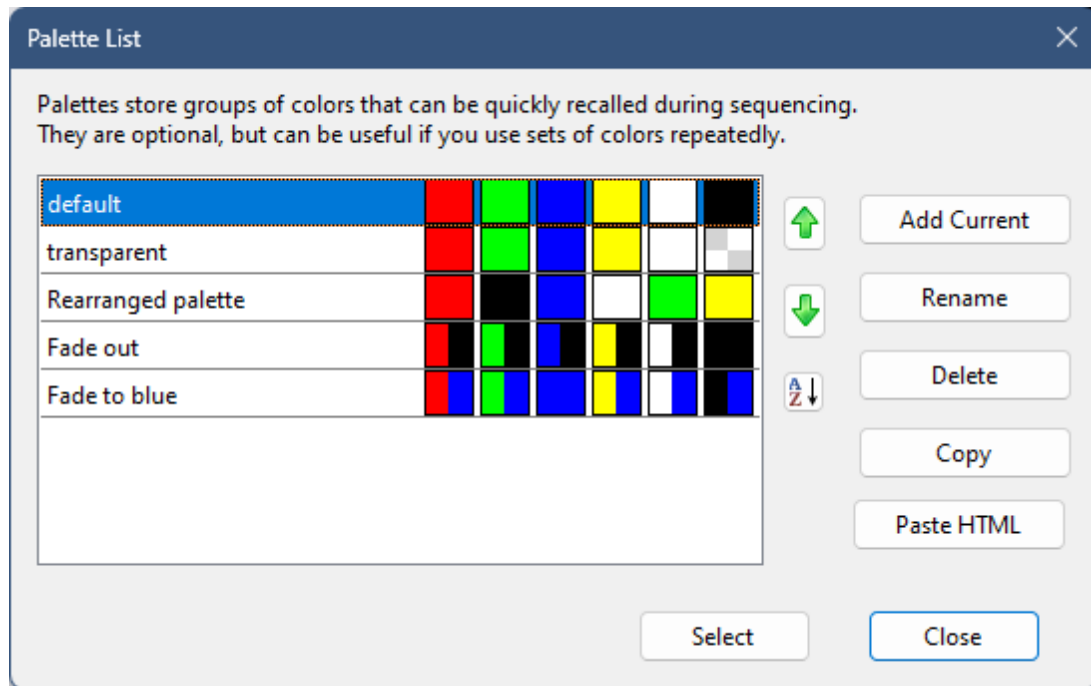 Palette List
Palettes store groups of colors that can be quickly recalled during sequencing.
They are optional, but can be useful if you use sets of colors repeatedly.
default
transparent
Rearranged palette
Fade out
Fade to blue
A
Z
Add Current
Rename
Delete
Copy
Paste HTML
Select
Close